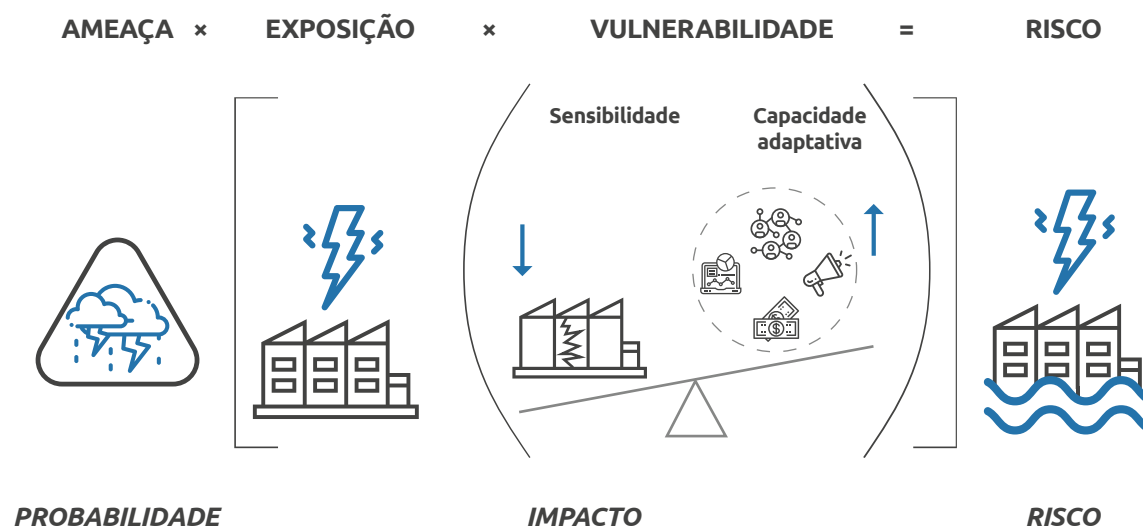 AMEAÇA × EXPOSIÇÃO × VULNERABILIDADE = RISCO
Sensibilidade
Capacidade
adaptativa
PROBABILIDADE
IMPACTO
RISCO